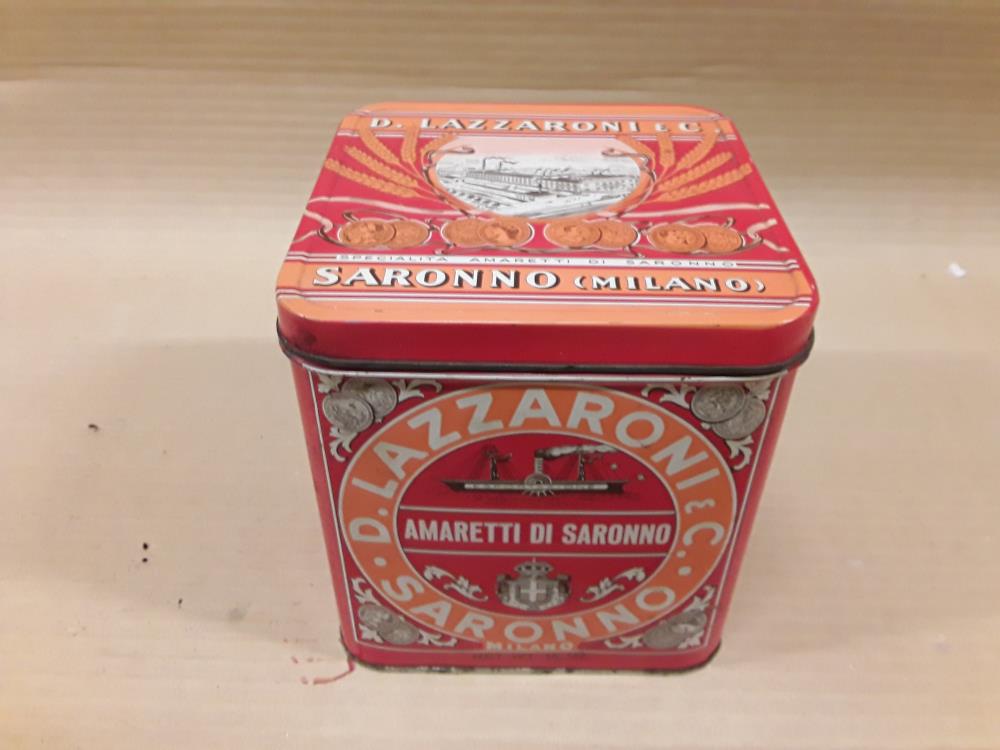 D. LAZZARONI & C.
SPECIALITÀ AMARETTI DI SARONNO
SARONNO (MILANO)
D. LAZZARONI & C.
AMARETTI DI SARONNO
SARONNO
MILANO